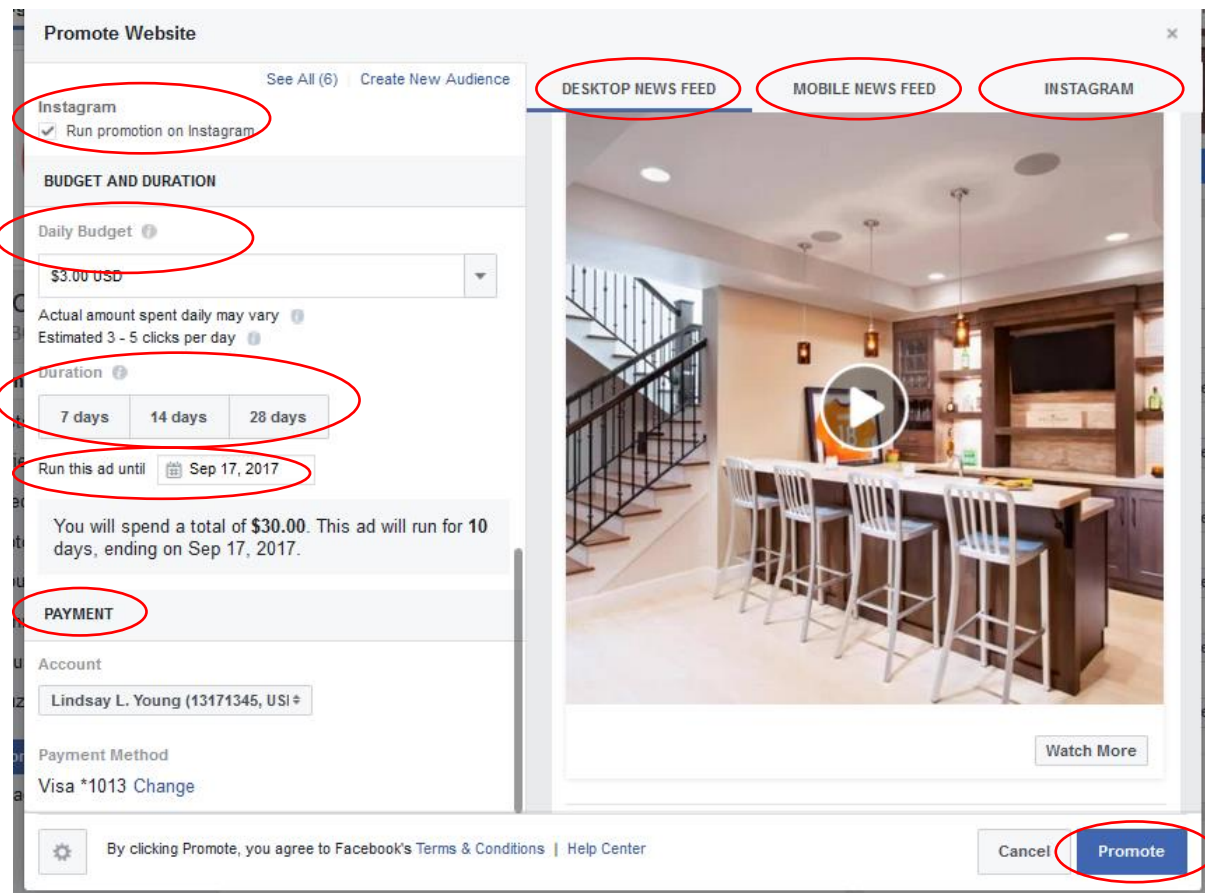 Promote Website
See All (6) | Create New Audience
Instagram
Run promotion on Instagram
BUDGET AND DURATION
Daily Budget
$3.00 USD
Actual amount spent daily may vary
Estimated 3 - 5 clicks per day
Duration
7 days 14 days 28 days
Run this ad until Sep 17, 2017
You will spend a total of $30.00. This ad will run for 10
days, ending on Sep 17, 2017.
PAYMENT
Account
Lindsay L. Young (13171345, USI
Payment Method
Visa *1013 Change
DESKTOP NEWS FEED MOBILE NEWS FEED INSTAGRAM
18
Watch More
By clicking Promote, you agree to Facebook's Terms & Conditions | Help Center
Cancel Promote